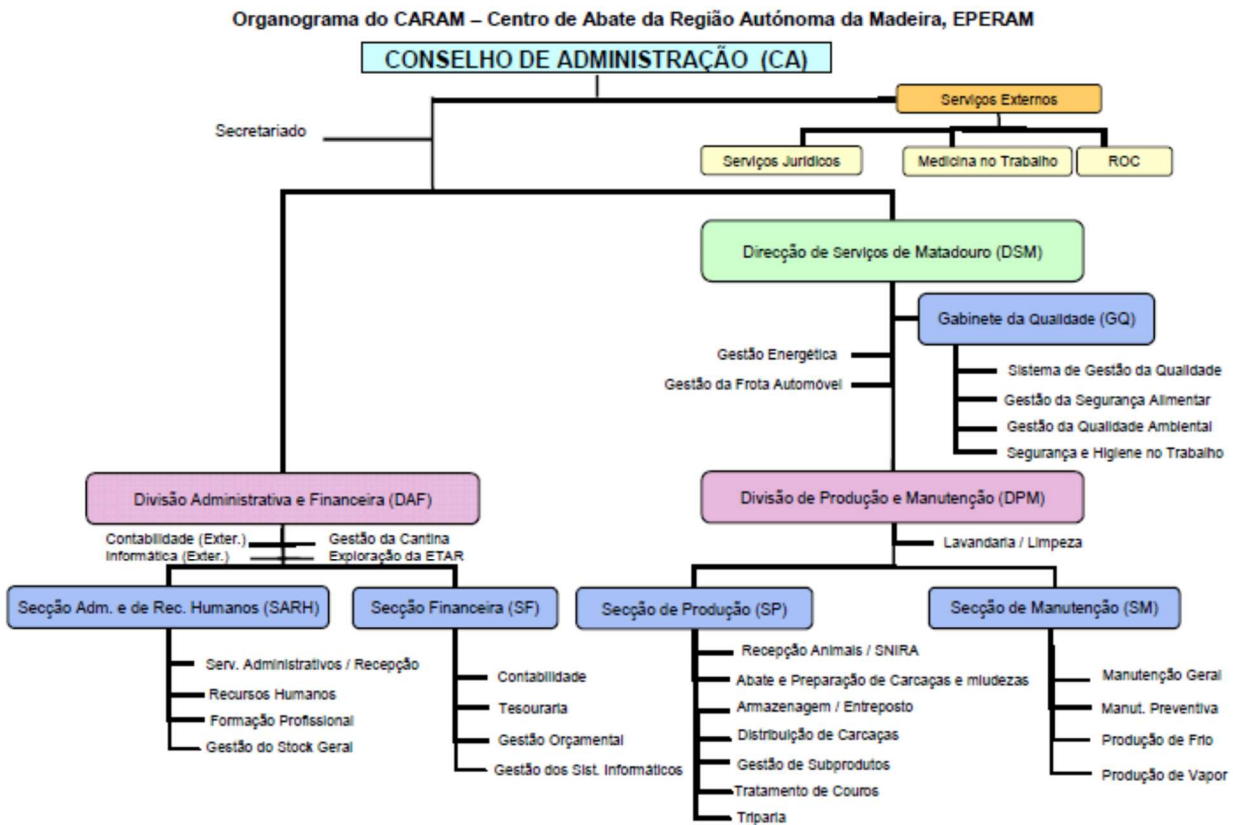 Organograma do CARAM – Centro de Abate da Região Autónoma da Madeira, EPERAM
CONSELHO DE ADMINISTRAÇÃO (CA)
Serviços Externos
Secretariado
Serviços Jurídicos
Medicina no Trabalho
ROC
Direcção de Serviços de Matadouro (DSM)
Gabinete da Qualidade (GQ)
Gestão Energética
Gestão da Frota Automóvel
Sistema de Gestão da Qualidade
Gestão da Segurança Alimentar
Gestão da Qualidade Ambiental
Segurança e Higiene no Trabalho
Divisão Administrativa e Financeira (DAF)
Divisão de Produção e Manutenção (DPM)
Contabilidade (Exter.)
Gestão da Cantina
Informática (Exter.)
Exploração da ETAR
Lavandaria / Limpeza
Secção Adm. e de Rec. Humanos (SARH)
Secção Financeira (SF)
Secção de Produção (SP)
Secção de Manutenção (SM)
Serv. Administrativos / Recepção
Recursos Humanos
Formação Profissional
Gestão do Stock Geral
Contabilidade
Tesouraria
Gestão Orçamental
Gestão dos Sist. Informáticos
Recepção Animais / SNIRA
Abate e Preparação de Carcaças e miudezas
Armazenagem / Entreposto
Distribuição de Carcaças
Gestão de Subprodutos
Tratamento de Couros
Triparia
Manutenção Geral
Manut. Preventiva
Produção de Frio
Produção de Vapor